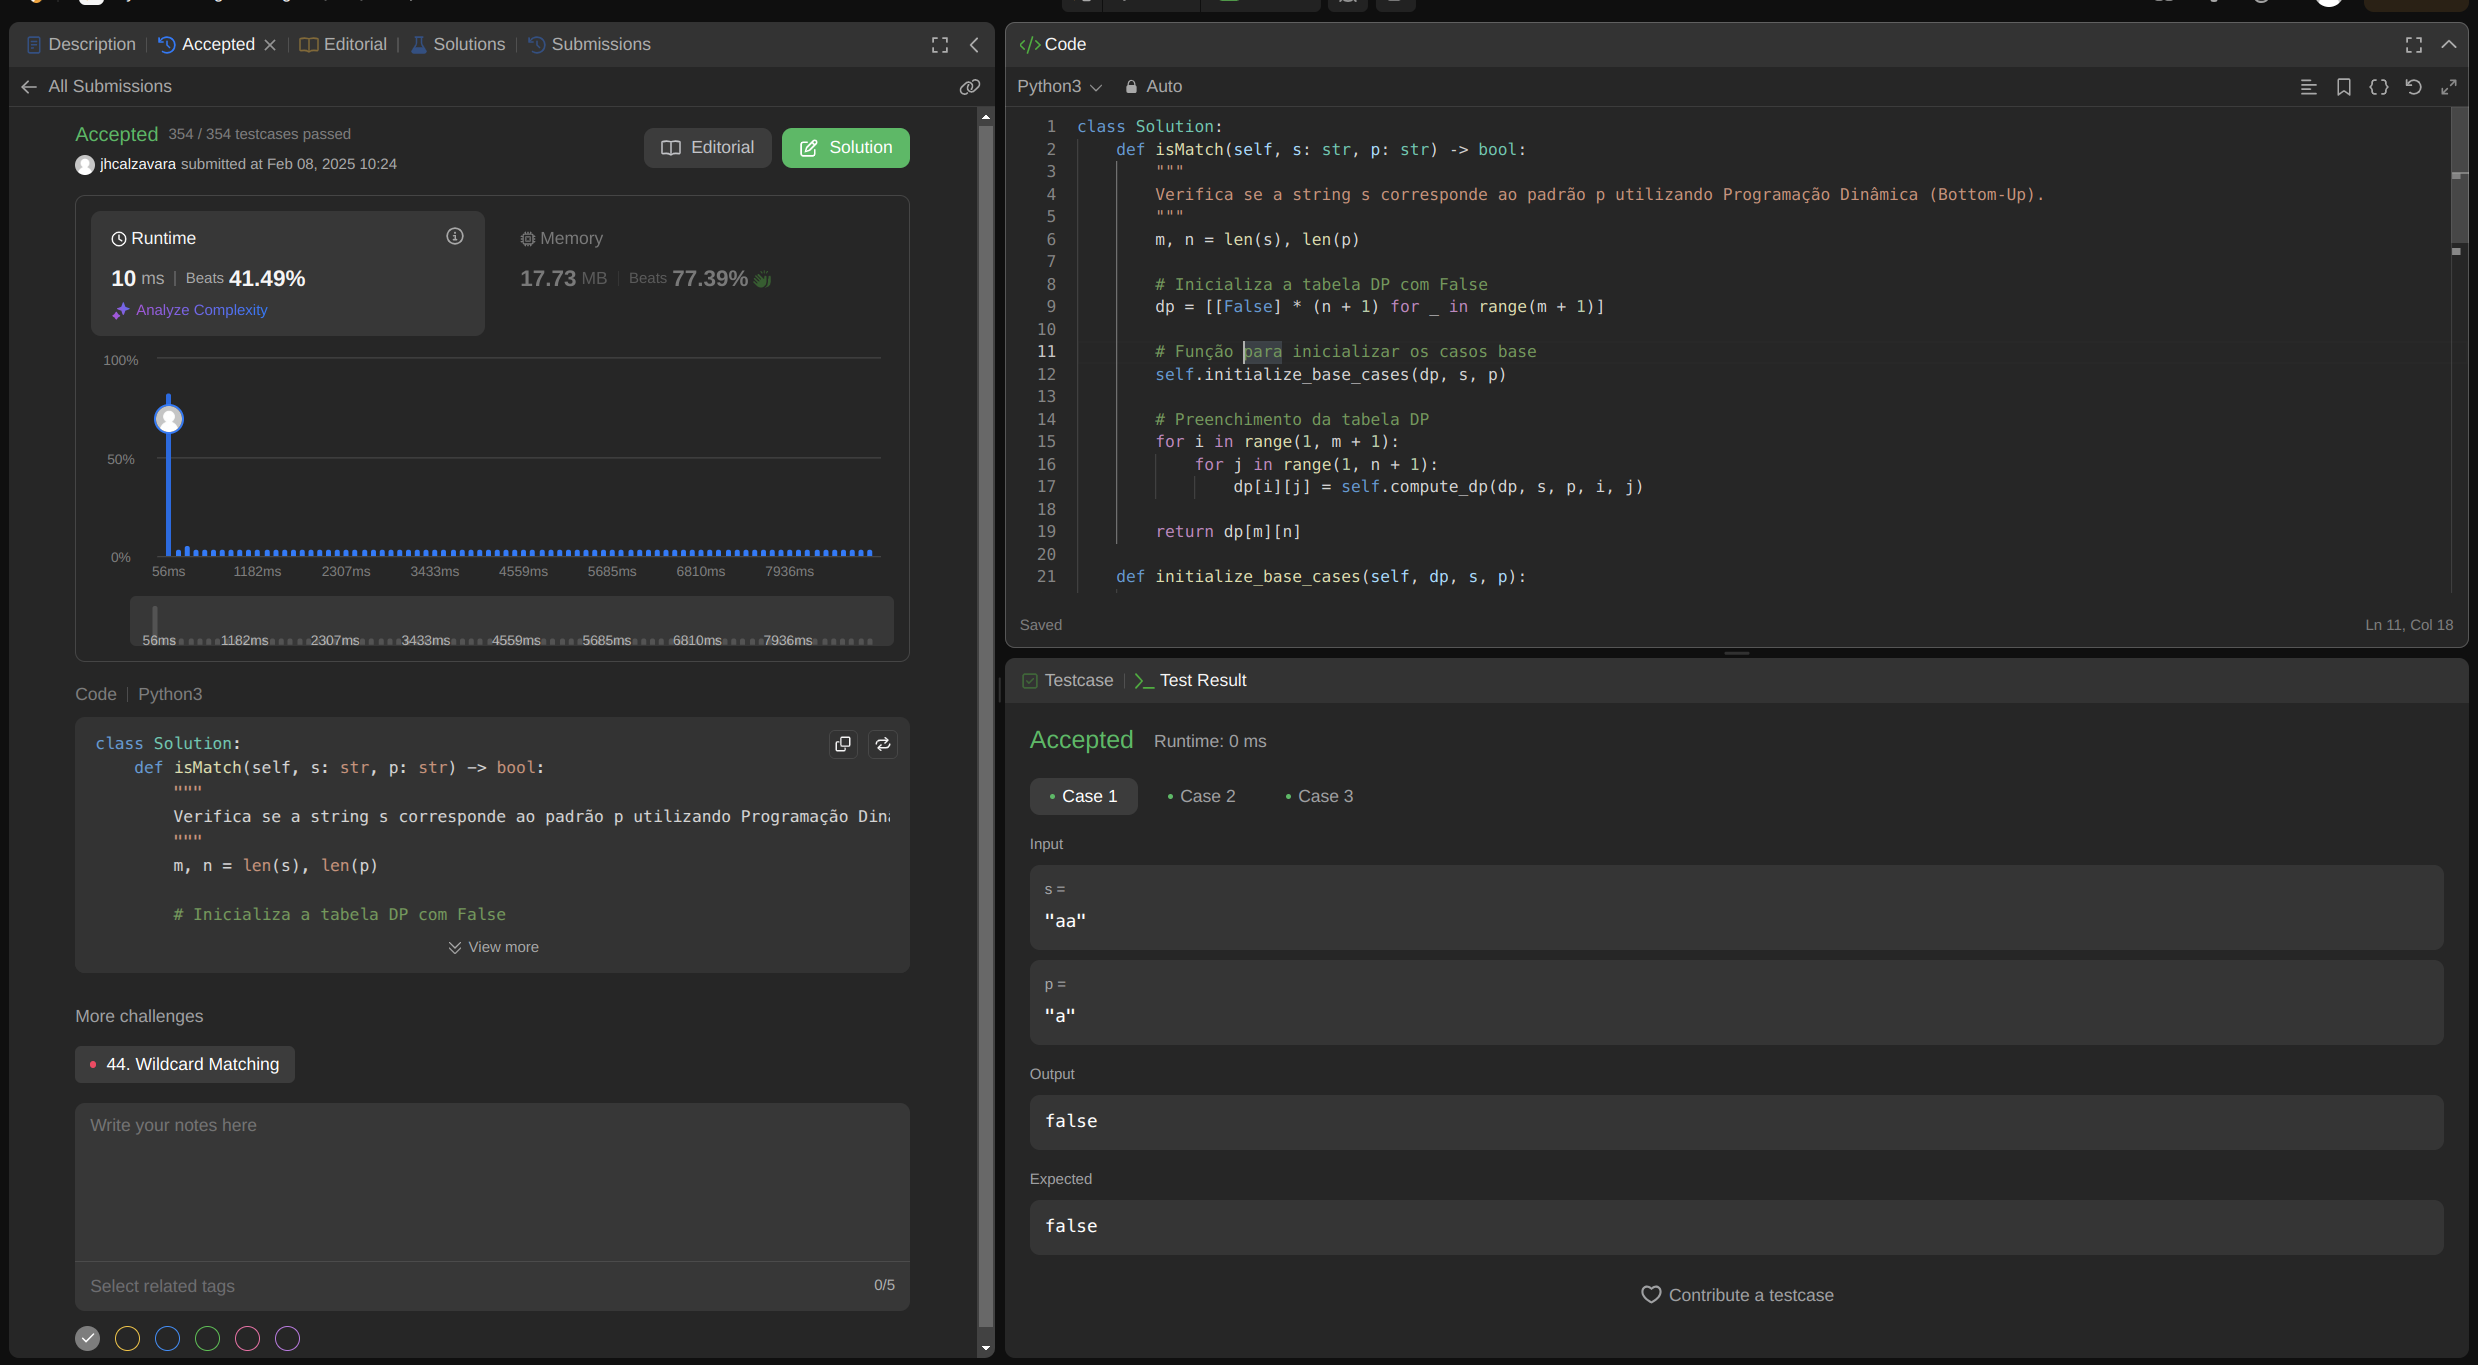 Description
Accepted
Editorial
Solutions
Submissions
All Submissions
Accepted 354 / 354 testcases passed
jhcalzavara submitted at Feb 08, 2025 10:24
Editorial
Solution
Runtime
10 ms | Beats 41.49%
Analyze Complexity
Memory
17.73 MB | Beats 77.39%
100%
50%
0%
56ms 1182ms 2307ms 3433ms 4559ms 5685ms 6810ms 7936ms
56ms 1182ms 2307ms 3433ms 4559ms 5685ms 6810ms 7936ms
Code | Python3
class Solution:
    def isMatch(self, s: str, p: str) -> bool:
        """
        Verifica se a string s corresponde ao padrão p utilizando Programação Din
        """
        m, n = len(s), len(p)
        # Inicializa a tabela DP com False
View more
More challenges
44. Wildcard Matching
Write your notes here
Select related tags
0/5
Code
Python3
Auto
1 class Solution:
2     def isMatch(self, s: str, p: str) -> bool:
3         """
4         Verifica se a string s corresponde ao padrão p utilizando Programação Dinâmica (Bottom-Up).
5         """
6         m, n = len(s), len(p)
7
8         # Inicializa a tabela DP com False
9         dp = [[False] * (n + 1) for _ in range(m + 1)]
10
11         # Função para inicializar os casos base
12         self.initialize_base_cases(dp, s, p)
13
14         # Preenchimento da tabela DP
15         for i in range(1, m + 1):
16             for j in range(1, n + 1):
17                 dp[i][j] = self.compute_dp(dp, s, p, i, j)
18
19         return dp[m][n]
20
21     def initialize_base_cases(self, dp, s, p):
Saved
Ln 11, Col 18
Testcase
Test Result
Accepted Runtime: 0 ms
Case 1
Case 2
Case 3
Input
s =
"aa"
p =
"a"
Output
false
Expected
false
Contribute a testcase